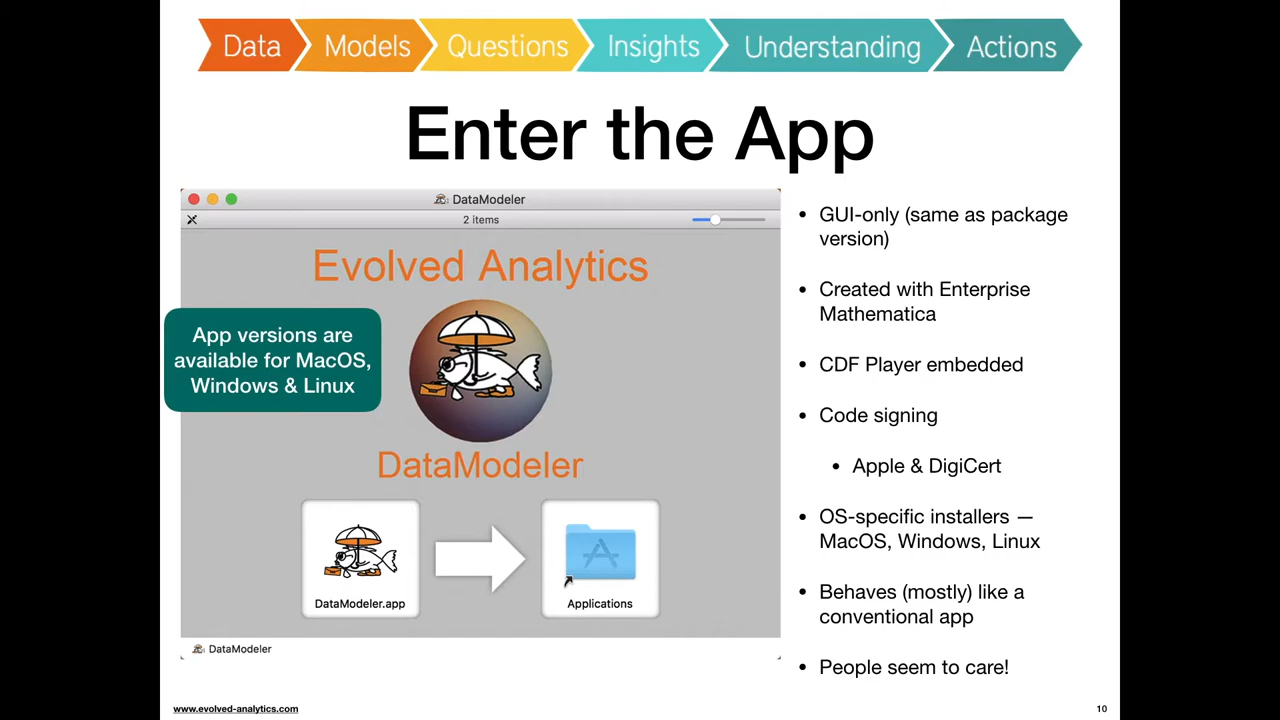 Data Models Questions Insights Understanding Actions
Enter the App
DataModeler
2 items
Evolved Analytics
App versions are
available for MacOS,
Windows & Linux
DataModeler
DataModeler.app
Applications
DataModeler
• GUI-only (same as package
version)
• Created with Enterprise
Mathematica
• CDF Player embedded
• Code signing
• Apple & DigiCert
• OS-specific installers —
MacOS, Windows, Linux
• Behaves (mostly) like a
conventional app
• People seem to care!
www.evolved-analytics.com
10